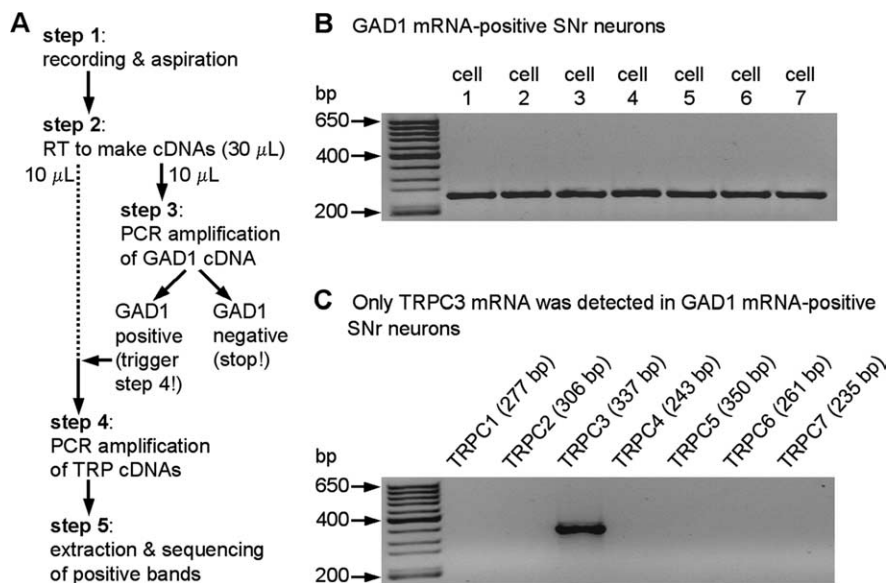 A
step 1:
recording & aspiration
step 2:
RT to make cDNAs (30 μL)
10 μL
10 μL
step 3:
PCR amplification
of GAD1 cDNA
GAD1
positive
(trigger
step 4!)
GAD1
negative
(stop!)
step 4:
PCR amplification
of TRP cDNAs
step 5:
extraction & sequencing
of positive bands
B GAD1 mRNA-positive SNr neurons
cell cell cell cell cell cell cell
bp 1 2 3 4 5 6 7
650
400
200
C Only TRPC3 mRNA was detected in GAD1 mRNA-positive
SNr neurons
TRPC1 (277 bp)
TRPC2 (306 bp)
TRPC3 (337 bp)
TRPC4 (243 bp)
TRPC5 (350 bp)
TRPC6 (261 bp)
TRPC7 (235 bp)
bp
650
400
200